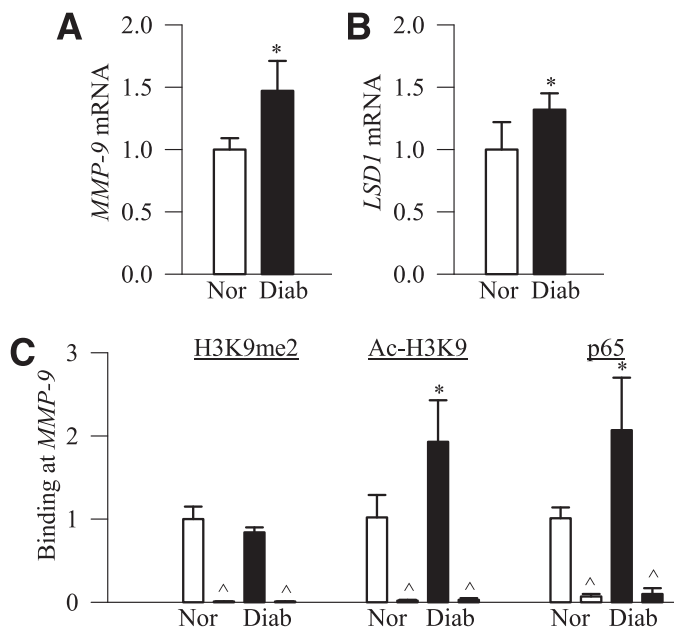 A
B
2.0
2.0
*
*
1.5
1.5
MMP-9 mRNA
LSD1 mRNA
1.0
1.0
0.5
0.5
0.0
0.0
Nor Diab
Nor Diab
C
3
H3K9me2 Ac-H3K9 p65
*
*
2
Binding at MMP-9
1
^ ^ ^ ^ ^ ^
0
Nor Diab Nor Diab Nor Diab